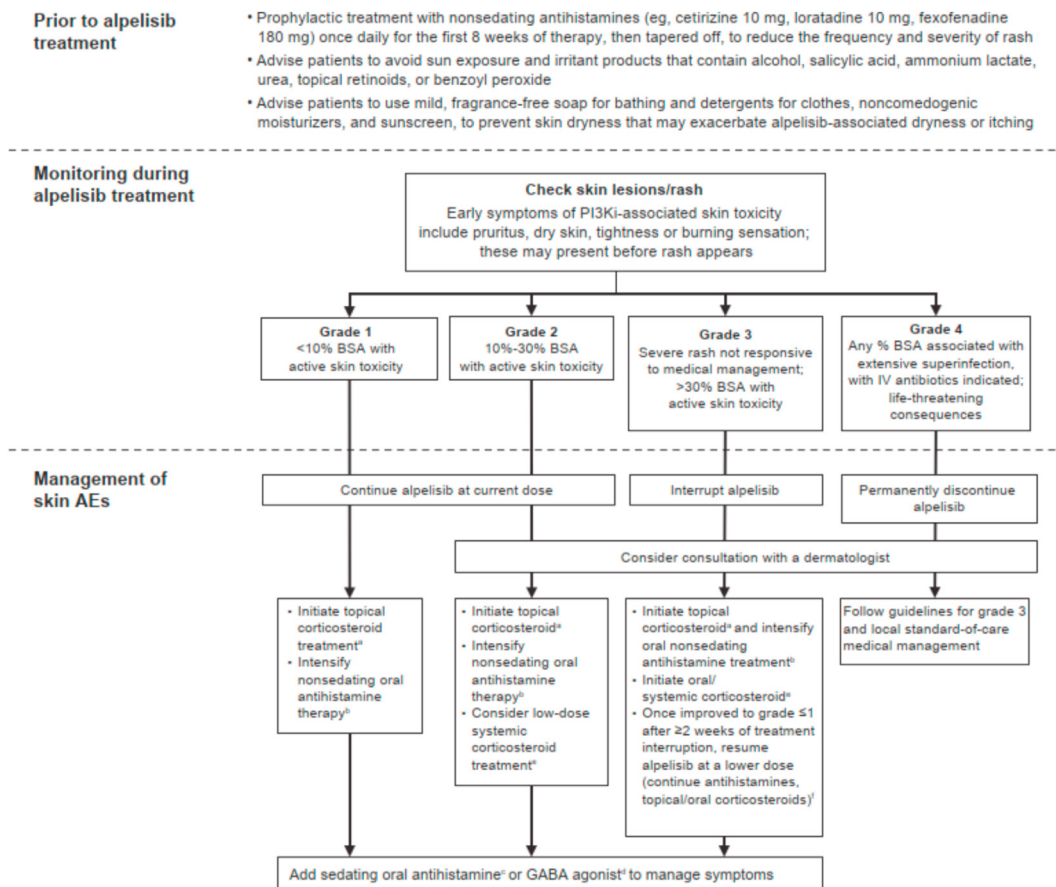 Prior to alpelisib
treatment
• Prophylactic treatment with nonsedating antihistamines (eg, cetirizine 10 mg, loratadine 10 mg, fexofenadine
180 mg) once daily for the first 8 weeks of therapy, then tapered off, to reduce the frequency and severity of rash
• Advise patients to avoid sun exposure and irritant products that contain alcohol, salicylic acid, ammonium lactate,
urea, topical retinoids, or benzoyl peroxide
• Advise patients to use mild, fragrance-free soap for bathing and detergents for clothes, noncomedogenic
moisturizers, and sunscreen, to prevent skin dryness that may exacerbate alpelisib-associated dryness or itching
Monitoring during
alpelisib treatment
Check skin lesions/rash
Early symptoms of PI3Ki-associated skin toxicity
include pruritus, dry skin, tightness or burning sensation;
these may present before rash appears
Grade 1
<10% BSA with
active skin toxicity
Grade 2
10%-30% BSA
with active skin toxicity
Grade 3
Severe rash not responsive
to medical management;
>30% BSA with
active skin toxicity
Grade 4
Any % BSA associated with
extensive superinfection,
with IV antibiotics indicated;
life-threatening
consequences
Management of
skin AEs
Continue alpelisib at current dose
Interrupt alpelisib
Permanently discontinue
alpelisib
Consider consultation with a dermatologist
• Initiate topical
corticosteroid
treatmentᵃ
• Intensify
nonsedating oral
antihistamine
therapyᵇ
• Initiate topical
corticosteroidᵃ
• Intensify
nonsedating oral
antihistamine
therapyᵇ
• Consider low-dose
systemic
corticosteroid
treatmentᵉ
• Initiate topical
corticosteroidᵃ and intensify
oral nonsedating
antihistamine treatmentᵇ
• Initiate oral/
systemic corticosteroidᵉ
• Once improved to grade ≤1
after ≥2 weeks of treatment
interruption, resume
alpelisib at a lower dose
(continue antihistamines,
topical/oral corticosteroids)ᶠ
Follow guidelines for grade 3
and local standard-of-care
medical management
Add sedating oral antihistamineᶜ or GABA agonistᵈ to manage symptoms